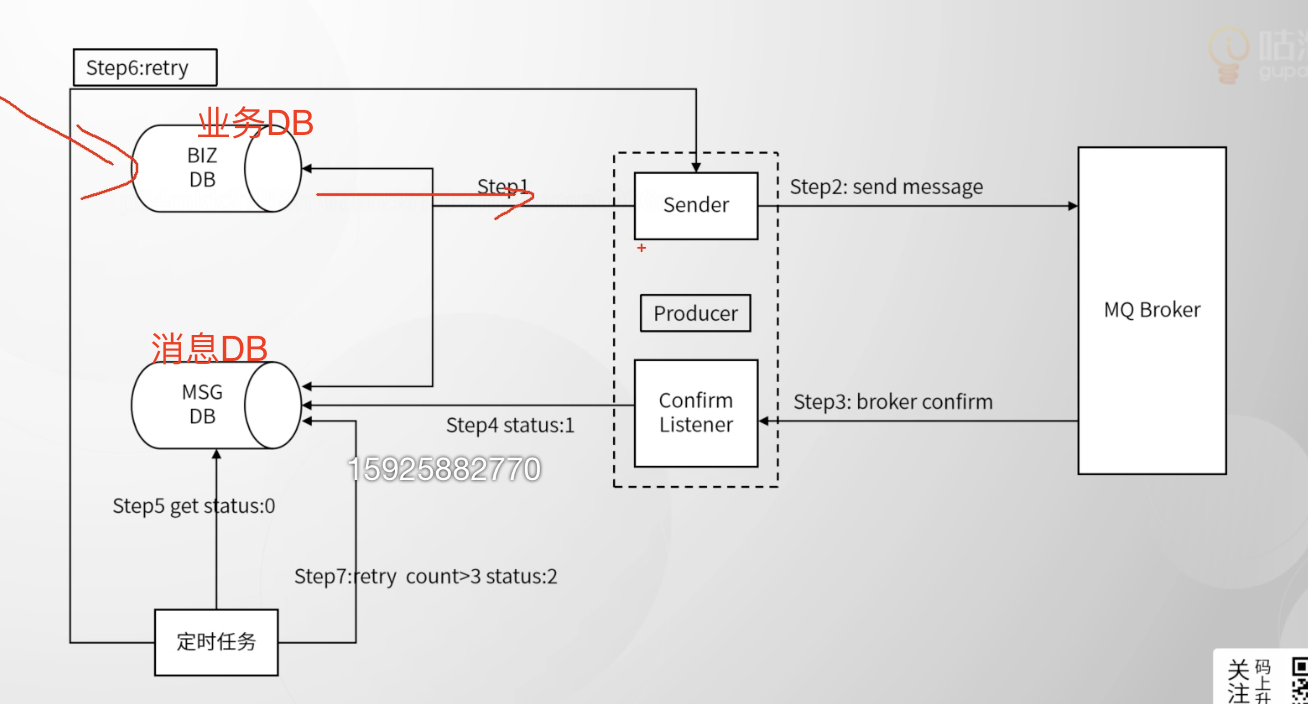 Step6:retry
业务DB
BIZ
DB
Step1
Sender
Step2: send message
Producer
MQ Broker
消息DB
MSG
DB
Confirm
Listener
Step3: broker confirm
Step4 status:1
15925882770
Step5 get status:0
Step7:retry count>3 status:2
定时任务
关注
码上升